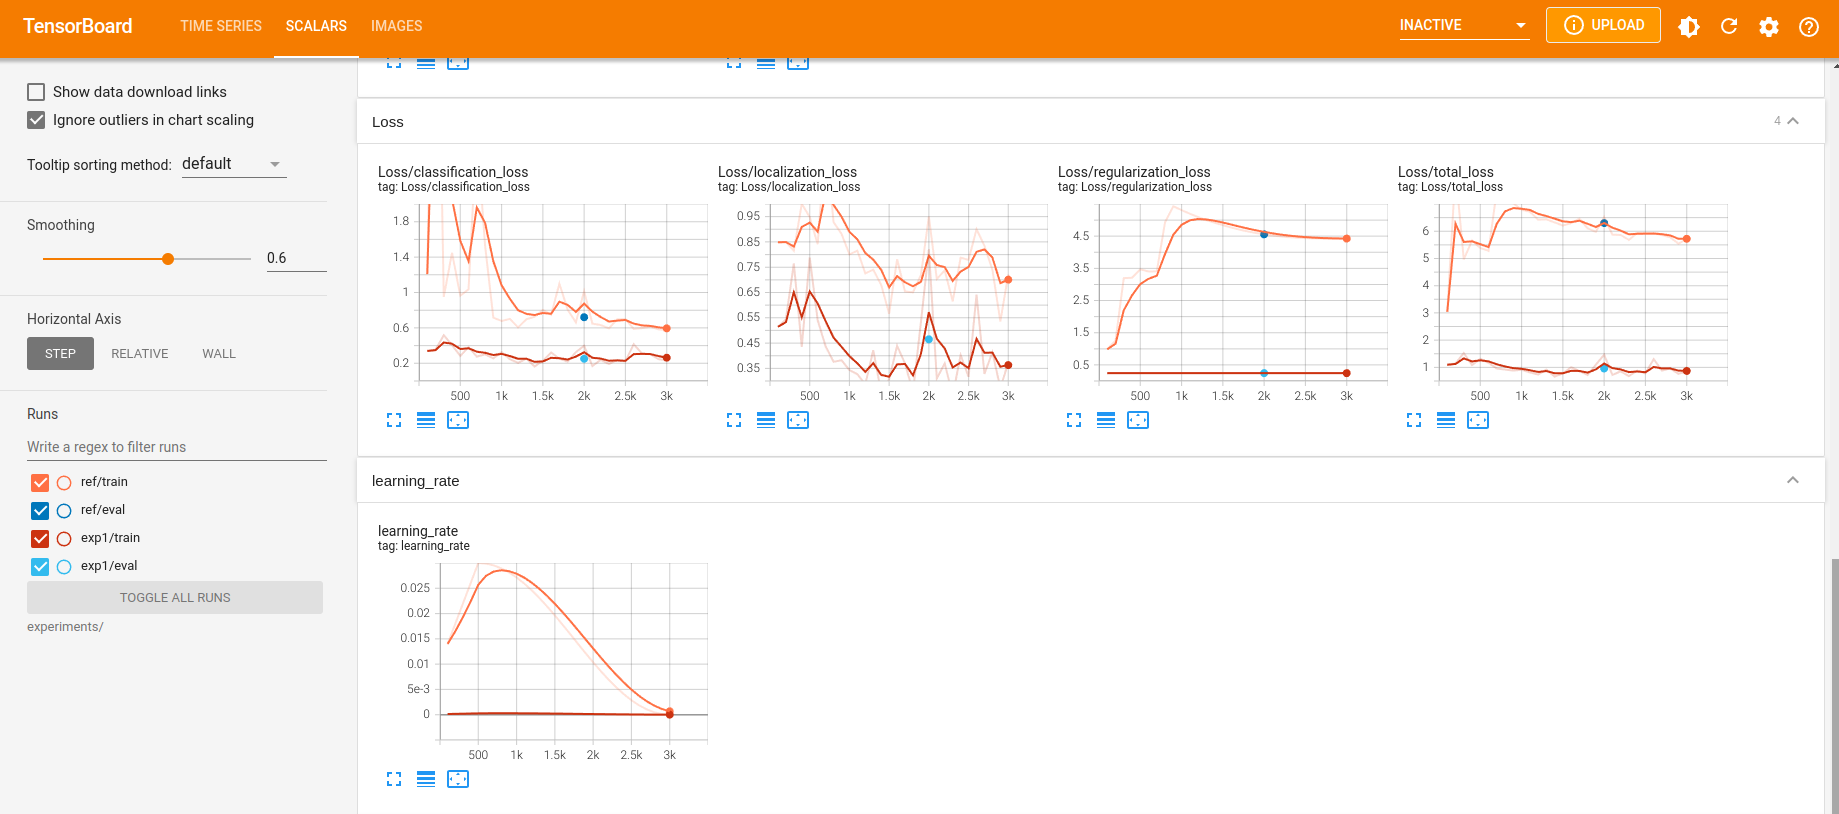 TensorBoard TIME SERIES SCALARS IMAGES INACTIVE UPLOAD
Show data download links
Ignore outliers in chart scaling
Tooltip sorting method: default
Smoothing
0.6
Horizontal Axis
STEP RELATIVE WALL
Runs
Write a regex to filter runs
ref/train
ref/eval
exp1/train
exp1/eval
TOGGLE ALL RUNS
experiments/
Loss 4
Loss/classification_loss
tag: Loss/classification_loss
1.8
1.4
1
0.6
0.2
500 1k 1.5k 2k 2.5k 3k
Loss/localization_loss
tag: Loss/localization_loss
0.95
0.85
0.75
0.65
0.55
0.45
0.35
500 1k 1.5k 2k 2.5k 3k
Loss/regularization_loss
tag: Loss/regularization_loss
4.5
3.5
2.5
1.5
0.5
500 1k 1.5k 2k 2.5k 3k
Loss/total_loss
tag: Loss/total_loss
6
5
4
3
2
1
500 1k 1.5k 2k 2.5k 3k
learning_rate
learning_rate
tag: learning_rate
0.025
0.02
0.015
0.01
5e-3
0
500 1k 1.5k 2k 2.5k 3k